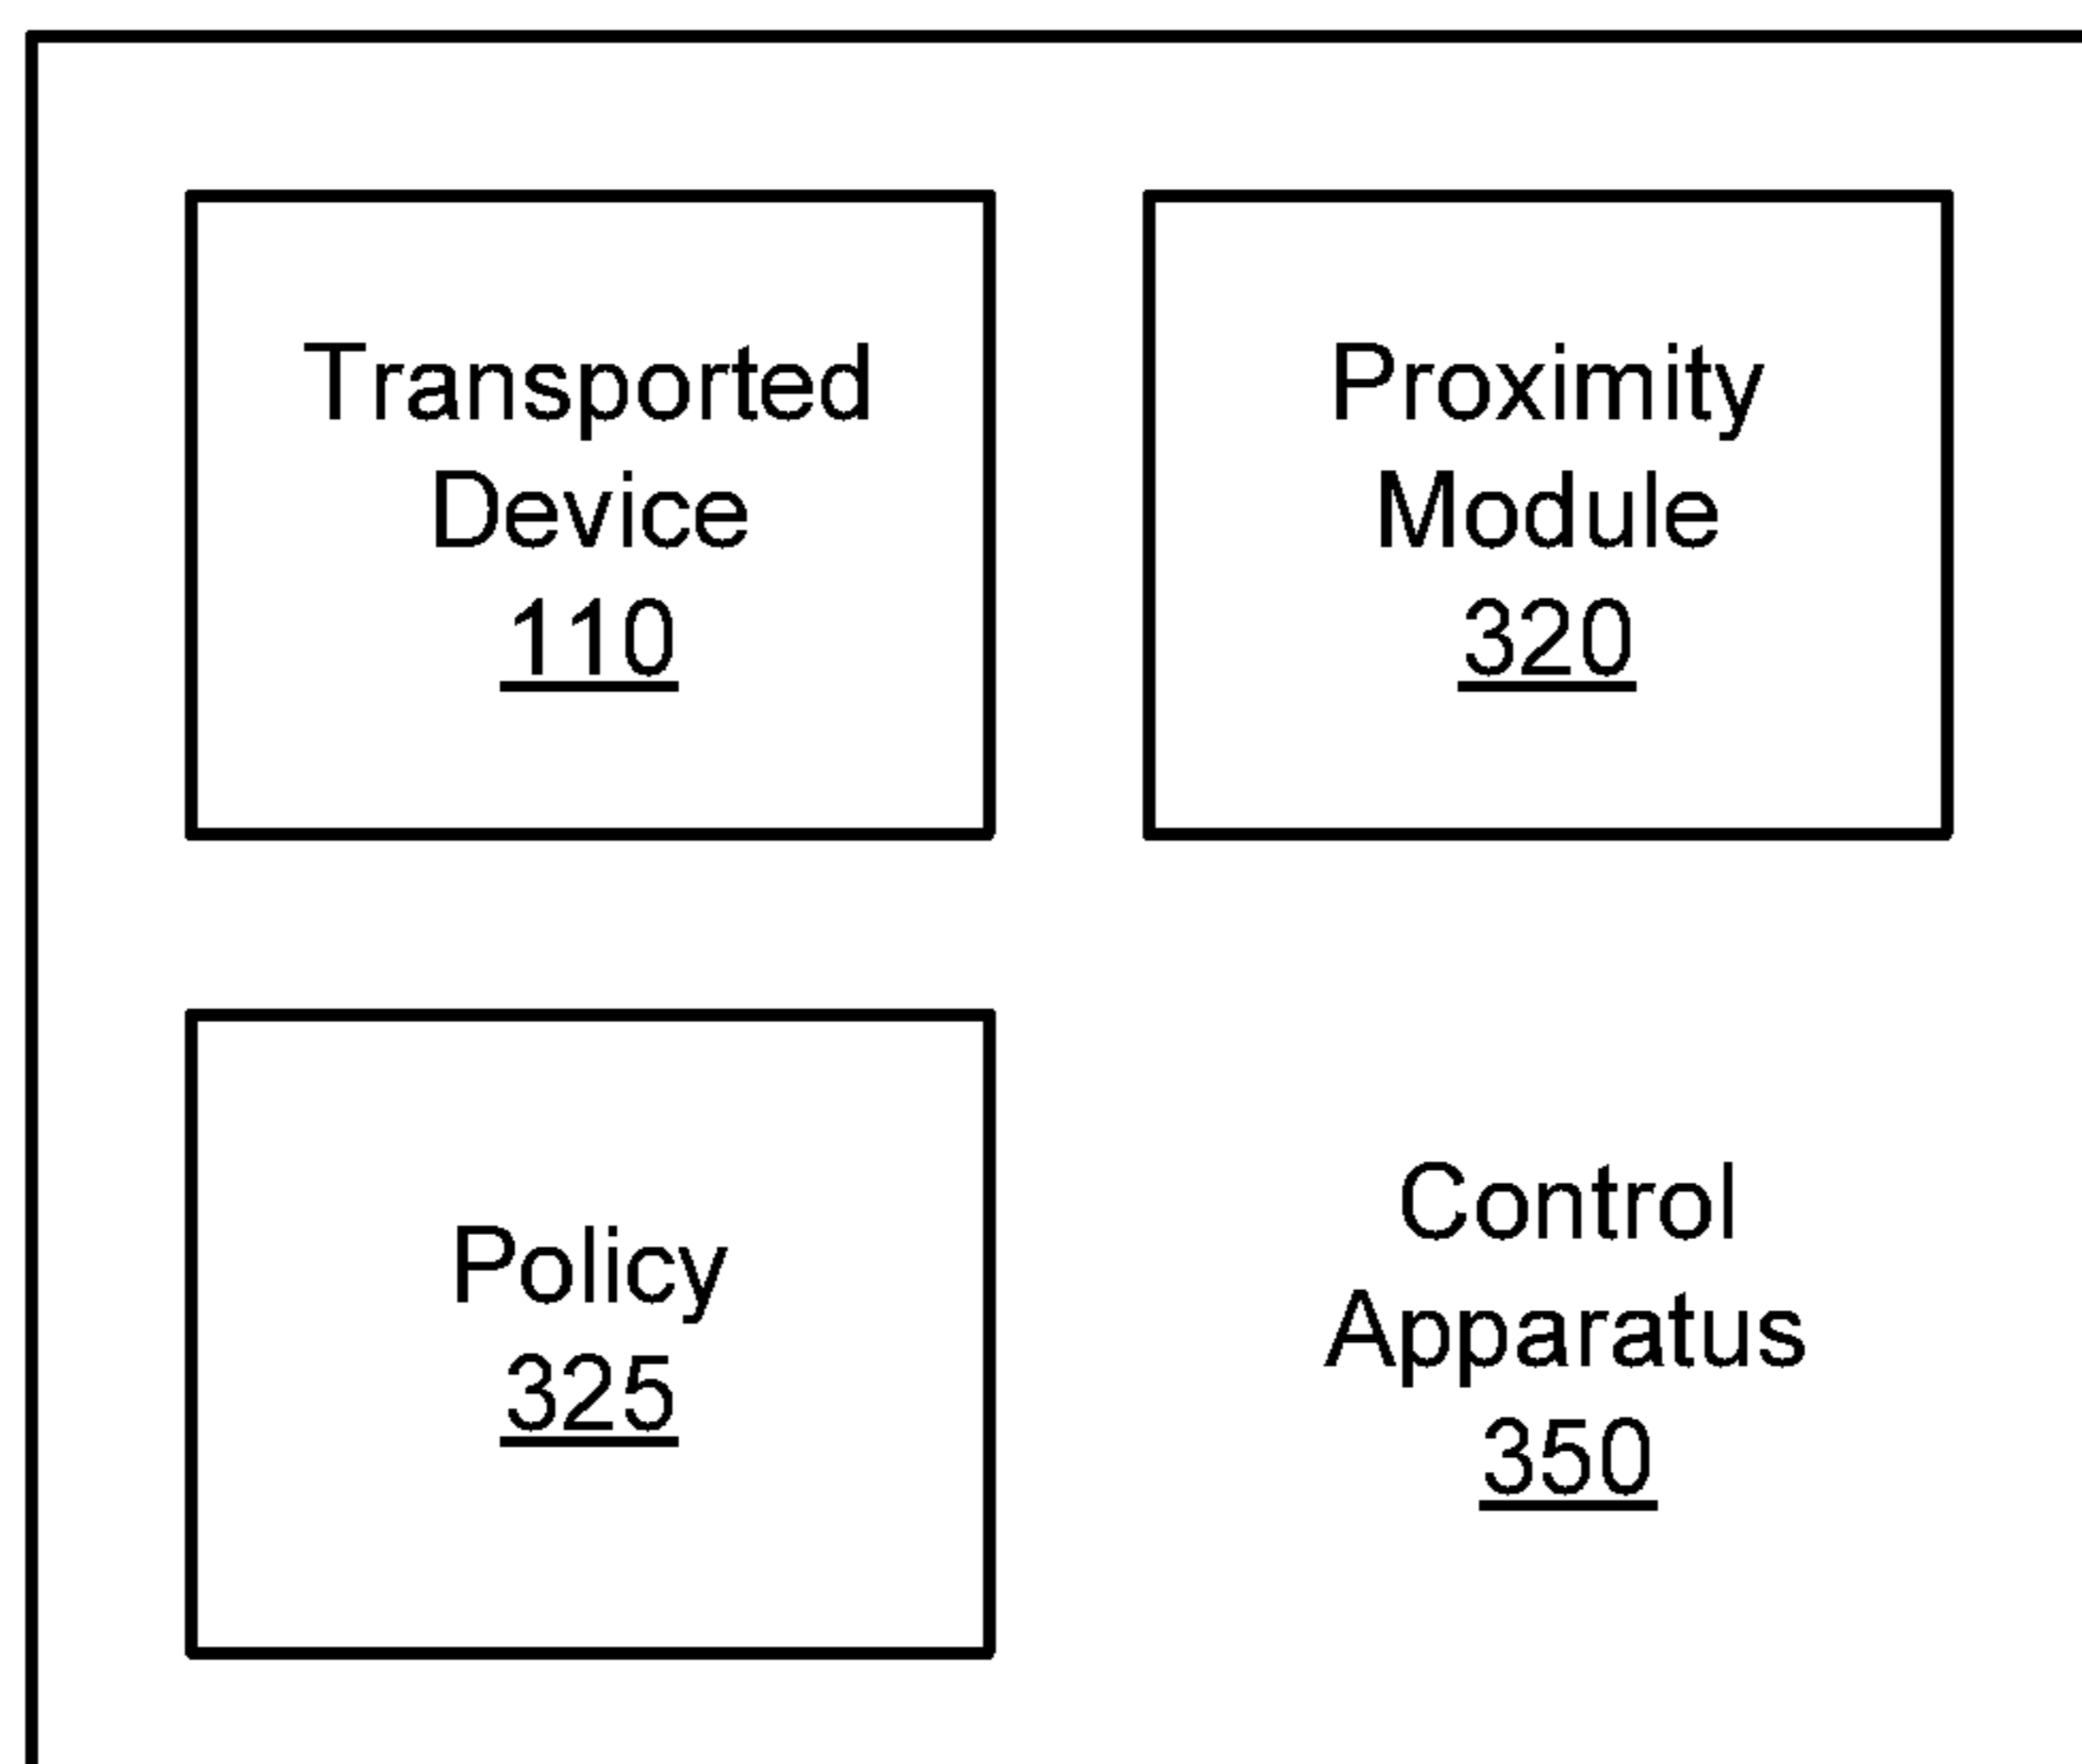 Transported
Device
110
Proximity
Module
320
Policy
325
Control
Apparatus
350